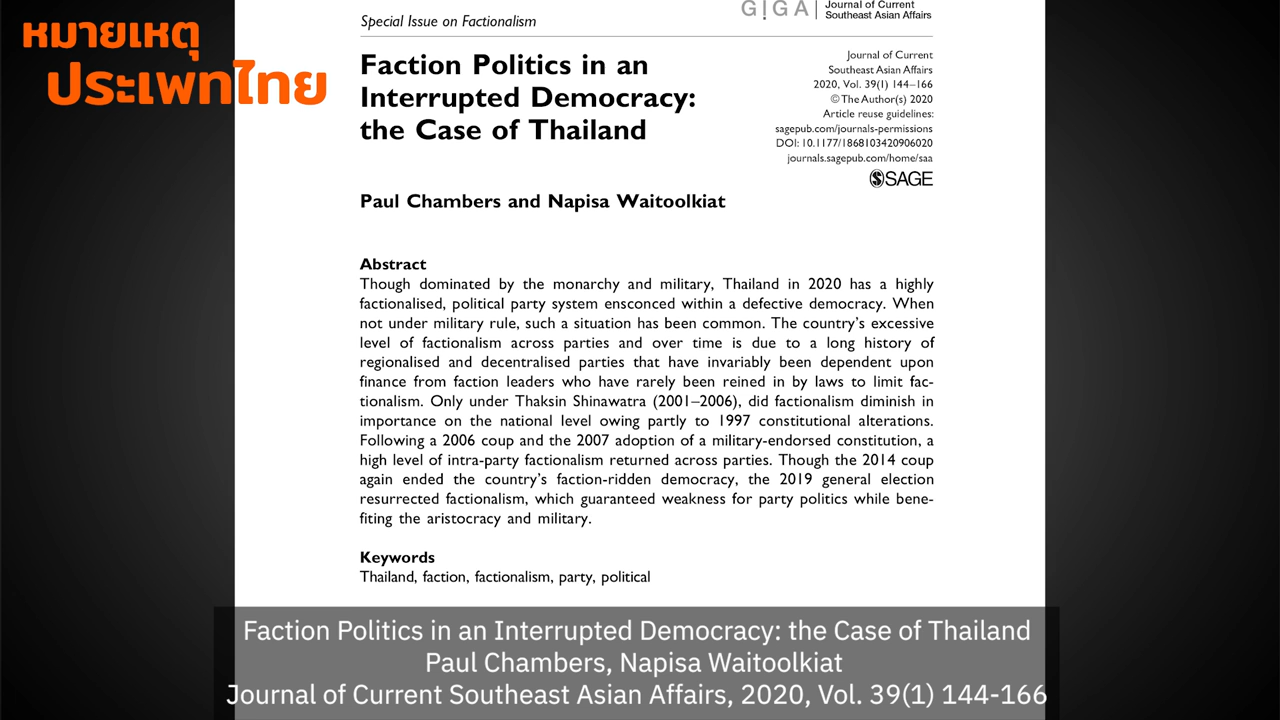 หมายเหตุ
ประเพทไทย
Special Issue on Factionalism
GIGA
Journal of Current
Southeast Asian Affairs
Faction Politics in an
Interrupted Democracy:
the Case of Thailand
Journal of Current
Southeast Asian Affairs
2020, Vol. 39(1) 144–166
© The Author(s) 2020
Article reuse guidelines:
sagepub.com/journals-permissions
DOI: 10.1177/1868103420906020
journals.sagepub.com/home/saa
SAGE
Paul Chambers and Napisa Waitoolkiat
Abstract
Though dominated by the monarchy and military, Thailand in 2020 has a highly
factionalised, political party system ensconced within a defective democracy. When
not under military rule, such a situation has been common. The country's excessive
level of factionalism across parties and over time is due to a long history of
regionalised and decentralised parties that have invariably been dependent upon
finance from faction leaders who have rarely been reined in by laws to limit fac-
tionalism. Only under Thaksin Shinawatra (2001–2006), did factionalism diminish in
importance on the national level owing partly to 1997 constitutional alterations.
Following a 2006 coup and the 2007 adoption of a military-endorsed constitution, a
high level of intra-party factionalism returned across parties. Though the 2014 coup
again ended the country's faction-ridden democracy, the 2019 general election
resurrected factionalism, which guaranteed weakness for party politics while bene-
fiting the aristocracy and military.
Keywords
Thailand, faction, factionalism, party, political
Faction Politics in an Interrupted Democracy: the Case of Thailand
Paul Chambers, Napisa Waitoolkiat
Journal of Current Southeast Asian Affairs, 2020, Vol. 39(1) 144-166